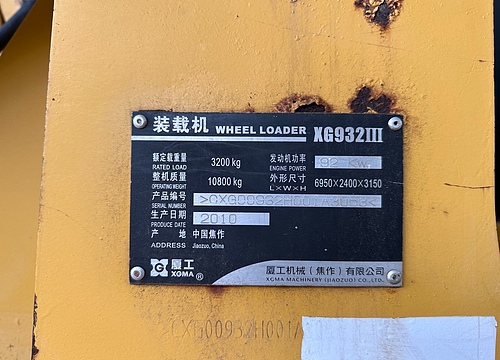 装载机 WHEEL LOADER XG932III
额定载重量 3200 kg
RATED LOAD
发动机功率 92 kw
ENGINE POWER
整机质量 10800 kg
OPERATING WEIGHT
外形尺寸 6950×2400×3150
L×W×H
产品编号
SERIAL NUMBER
生产日期 2010
PRODUCE DATE
产 地 中国焦作
ADDRESS Jiaozuo, China
厦工
XGMA ®
厦工机械（焦作）有限公司
XGMA MACHINERY (JIAOZUO) CO., LTD.
CXG00932H001A